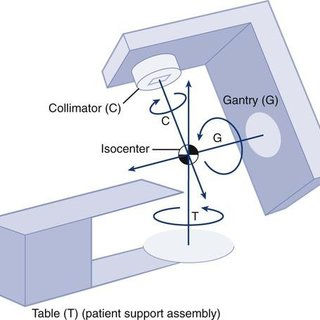 Collimator (C)
Gantry (G)
C
Isocenter
G
T
Table (T) (patient support assembly)